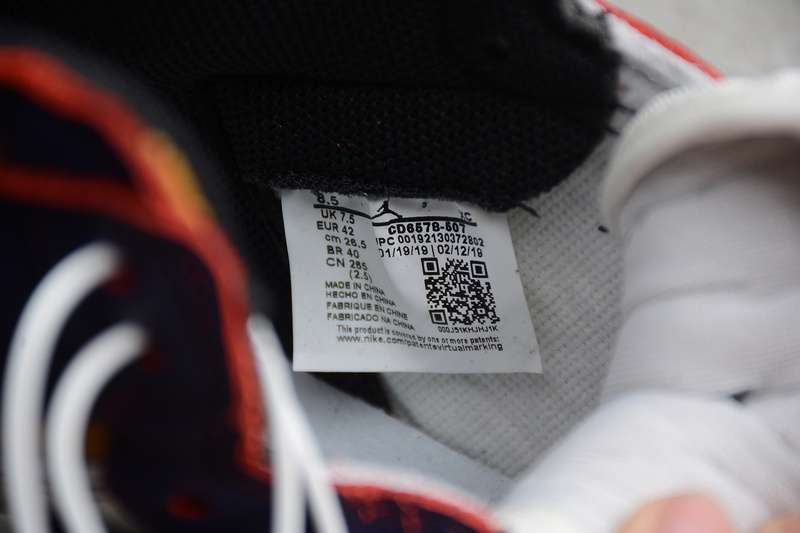 8.5
UK 7.5
EUR 42
cm 26.5
BR 40
CN 265
(2.5)
CD6578-507
UPC 00192130372802
01/19/19 02/12/19
MADE IN CHINA
HECHO EN CHINA
FABRIQUE EN CHINE
FABRICADO NA CHINA
000J51KHJHJ1K
This product is covered by one or more patents:
www.nike.com/patentsvirtualmarking